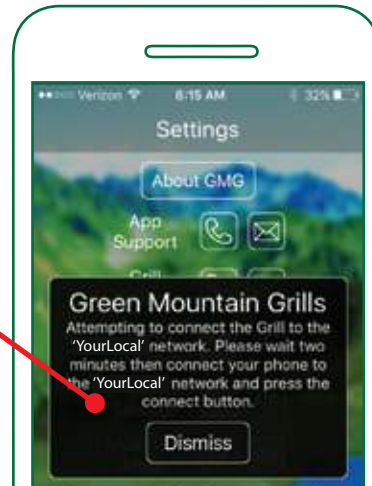 Verizon 8:15 AM 32%
Settings
About GMG
App
Support
Grill
Green Mountain Grills
Attempting to connect the Grill to the
'YourLocal' network. Please wait two
minutes then connect your phone to
the 'YourLocal' network and press the
connect button.
Dismiss